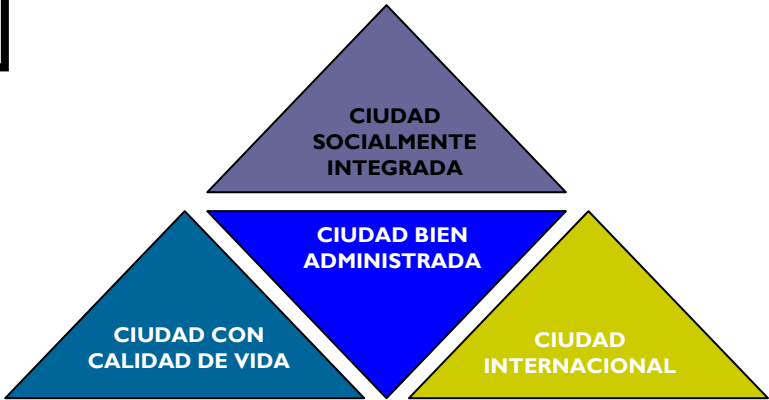 CIUDAD
SOCIALMENTE
INTEGRADA
CIUDAD BIEN
ADMINISTRADA
CIUDAD CON
CALIDAD DE VIDA
CIUDAD
INTERNACIONAL